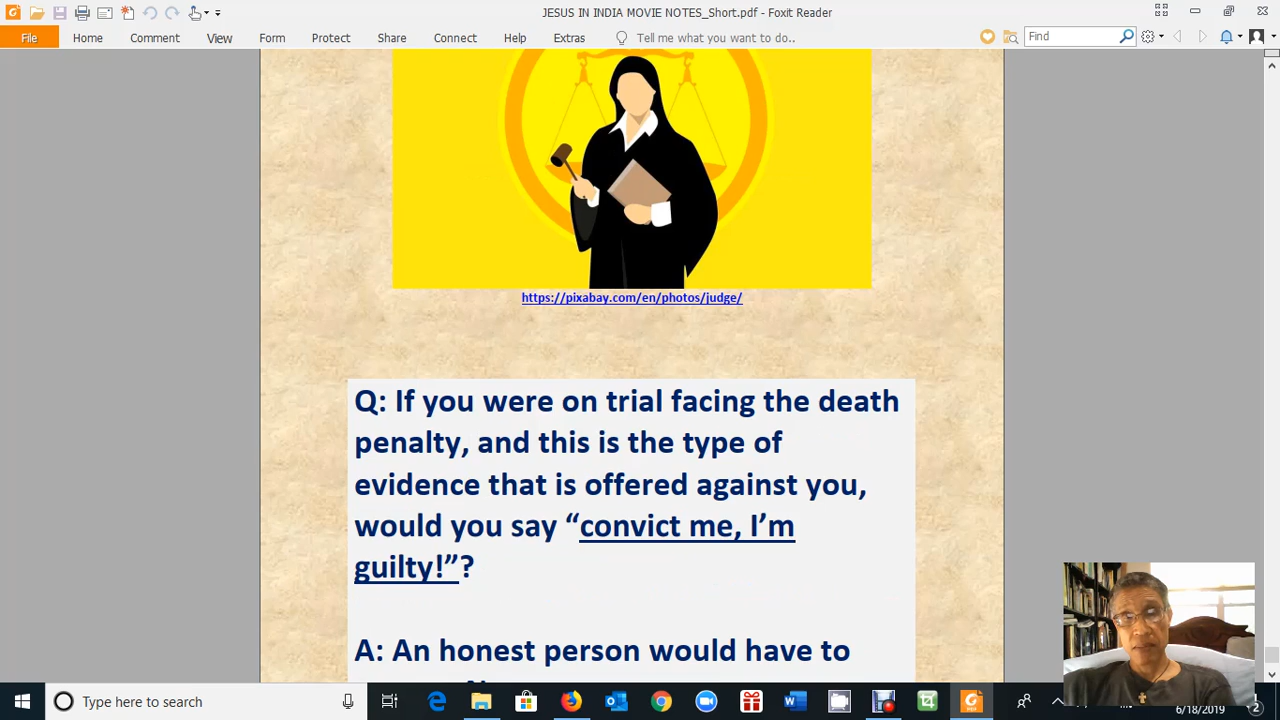 JESUS IN INDIA MOVIE NOTES_Short.pdf - Foxit Reader
File Home Comment View Form Protect Share Connect Help Extras Tell me what you want to do.. Find
https://pixabay.com/en/photos/judge/
Q: If you were on trial facing the death
penalty, and this is the type of
evidence that is offered against you,
would you say “convict me, I’m
guilty!”?
A: An honest person would have to
Type here to search
6/18/2019